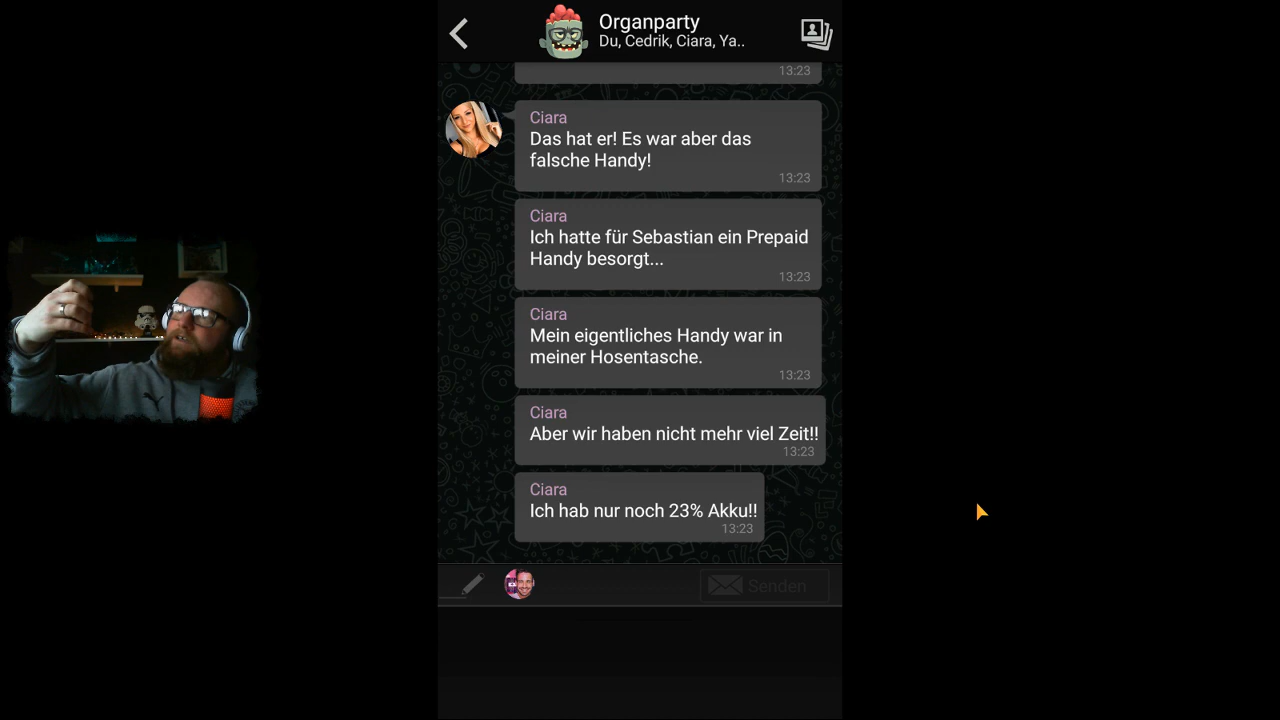 Organparty
Du, Cedrik, Ciara, Ya..
13:23
Ciara
Das hat er! Es war aber das
falsche Handy!
13:23
Ciara
Ich hatte für Sebastian ein Prepaid
Handy besorgt...
13:23
Ciara
Mein eigentliches Handy war in
meiner Hosentasche.
13:23
Ciara
Aber wir haben nicht mehr viel Zeit!!
13:23
Ciara
Ich hab nur noch 23% Akku!!
13:23
Senden